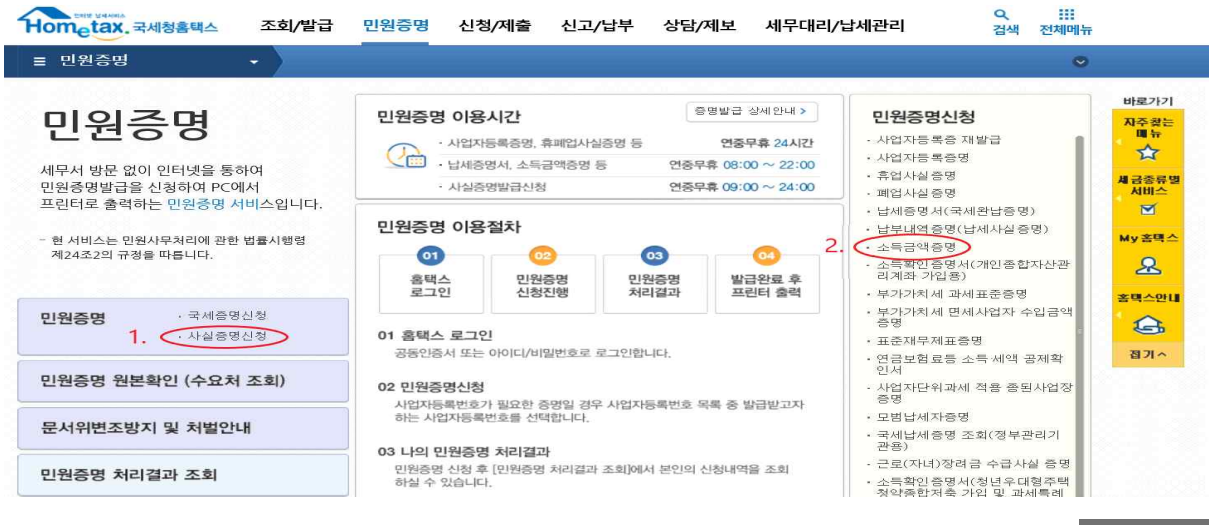 인터넷 납세서비스
Hometax. 국세청홈택스
조회/발급 민원증명 신청/제출 신고/납부 상담/제보 세무대리/납세관리 검색 전체메뉴
≡ 민원증명
민원증명
세무서 방문 없이 인터넷을 통하여
민원증명발급을 신청하여 PC에서
프린터로 출력하는 민원증명 서비스입니다.
- 현 서비스는 민원사무처리에 관한 법률시행령
제24조2의 규정을 따릅니다.
민원증명
· 국세증명신청
1. · 사실증명신청
민원증명 원본확인 (수요처 조회)
문서위변조방지 및 처벌안내
민원증명 처리결과 조회
민원증명 이용시간
증명발급 상세안내 >
· 사업자등록증명, 휴폐업사실증명 등 연중무휴 24시간
· 납세증명서, 소득금액증명 등 연중무휴 08:00 ~ 22:00
· 사실증명발급신청 연중무휴 09:00 ~ 24:00
민원증명 이용절차
01 02 03 04
홈택스 민원증명 민원증명 발급완료 후
로그인 신청진행 처리결과 프린터 출력
01 홈택스 로그인
공동인증서 또는 아이디/비밀번호로 로그인합니다.
02 민원증명신청
사업자등록번호가 필요한 증명일 경우 사업자등록번호 목록 중 발급받고자
하는 사업자등록번호를 선택합니다.
03 나의 민원증명 처리결과
민원증명 신청 후 [민원증명 처리결과 조회]에서 본인의 신청내역을 조회
하실 수 있습니다.
민원증명신청
· 사업자등록증 재발급
· 사업자등록증명
· 휴업사실증명
· 폐업사실증명
· 납세증명서(국세완납증명)
· 납부내역증명(납세사실증명)
2. · 소득금액증명
· 소득확인증명서(개인종합자산관
리계좌 가입용)
· 부가가치세 과세표준증명
· 부가가치세 면세사업자 수입금액
증명
· 표준재무제표증명
· 연금보험료등 소득 세액 공제확
인서
· 사업자단위과세 적용 종된사업장
증명
· 모범납세자증명
· 국세납세증명 조회(정부관리기
관용)
· 근로(자녀)장려금 수급사실 증명
· 소득확인증명서(청년우대형주택
청약종합저축 가입 및 과세특례
바로가기
자주찾는
메뉴
세금종류별
서비스
My홈택스
홈택스안내
접기 ^